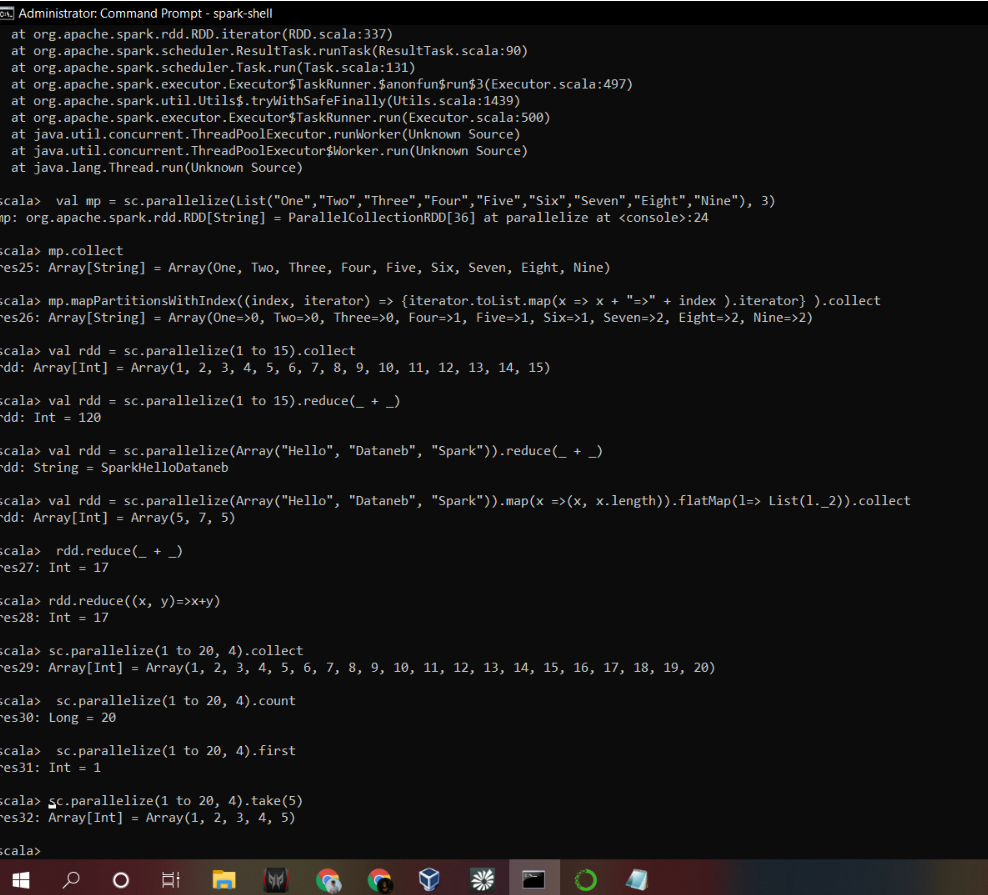 Administrator: Command Prompt - spark-shell
at org.apache.spark.rdd.RDD.iterator(RDD.scala:337)
at org.apache.spark.scheduler.ResultTask.runTask(ResultTask.scala:90)
at org.apache.spark.scheduler.Task.run(Task.scala:131)
at org.apache.spark.executor.Executor$TaskRunner.$anonfun$run$3(Executor.scala:497)
at org.apache.spark.util.Utils$.tryWithSafeFinally(Utils.scala:1439)
at org.apache.spark.executor.Executor$TaskRunner.run(Executor.scala:500)
at java.util.concurrent.ThreadPoolExecutor.runWorker(Unknown Source)
at java.util.concurrent.ThreadPoolExecutor$Worker.run(Unknown Source)
at java.lang.Thread.run(Unknown Source)
scala>  val mp = sc.parallelize(List("One","Two","Three","Four","Five","Six","Seven","Eight","Nine"), 3)
mp: org.apache.spark.rdd.RDD[String] = ParallelCollectionRDD[36] at parallelize at <console>:24
scala> mp.collect
res25: Array[String] = Array(One, Two, Three, Four, Five, Six, Seven, Eight, Nine)
scala> mp.mapPartitionsWithIndex((index, iterator) => {iterator.toList.map(x => x + "=>" + index ).iterator} ).collect
res26: Array[String] = Array(One=>0, Two=>0, Three=>0, Four=>1, Five=>1, Six=>1, Seven=>2, Eight=>2, Nine=>2)
scala> val rdd = sc.parallelize(1 to 15).collect
rdd: Array[Int] = Array(1, 2, 3, 4, 5, 6, 7, 8, 9, 10, 11, 12, 13, 14, 15)
scala> val rdd = sc.parallelize(1 to 15).reduce(_ + _)
rdd: Int = 120
scala> val rdd = sc.parallelize(Array("Hello", "Dataneb", "Spark")).reduce(_ + _)
rdd: String = SparkHelloDataneb
scala> val rdd = sc.parallelize(Array("Hello", "Dataneb", "Spark")).map(x =>(x, x.length)).flatMap(l=> List(l._2)).collect
rdd: Array[Int] = Array(5, 7, 5)
scala>  rdd.reduce(_ + _)
res27: Int = 17
scala> rdd.reduce((x, y)=>x+y)
res28: Int = 17
scala> sc.parallelize(1 to 20, 4).collect
res29: Array[Int] = Array(1, 2, 3, 4, 5, 6, 7, 8, 9, 10, 11, 12, 13, 14, 15, 16, 17, 18, 19, 20)
scala>  sc.parallelize(1 to 20, 4).count
res30: Long = 20
scala>  sc.parallelize(1 to 20, 4).first
res31: Int = 1
scala> sc.parallelize(1 to 20, 4).take(5)
res32: Array[Int] = Array(1, 2, 3, 4, 5)
scala>